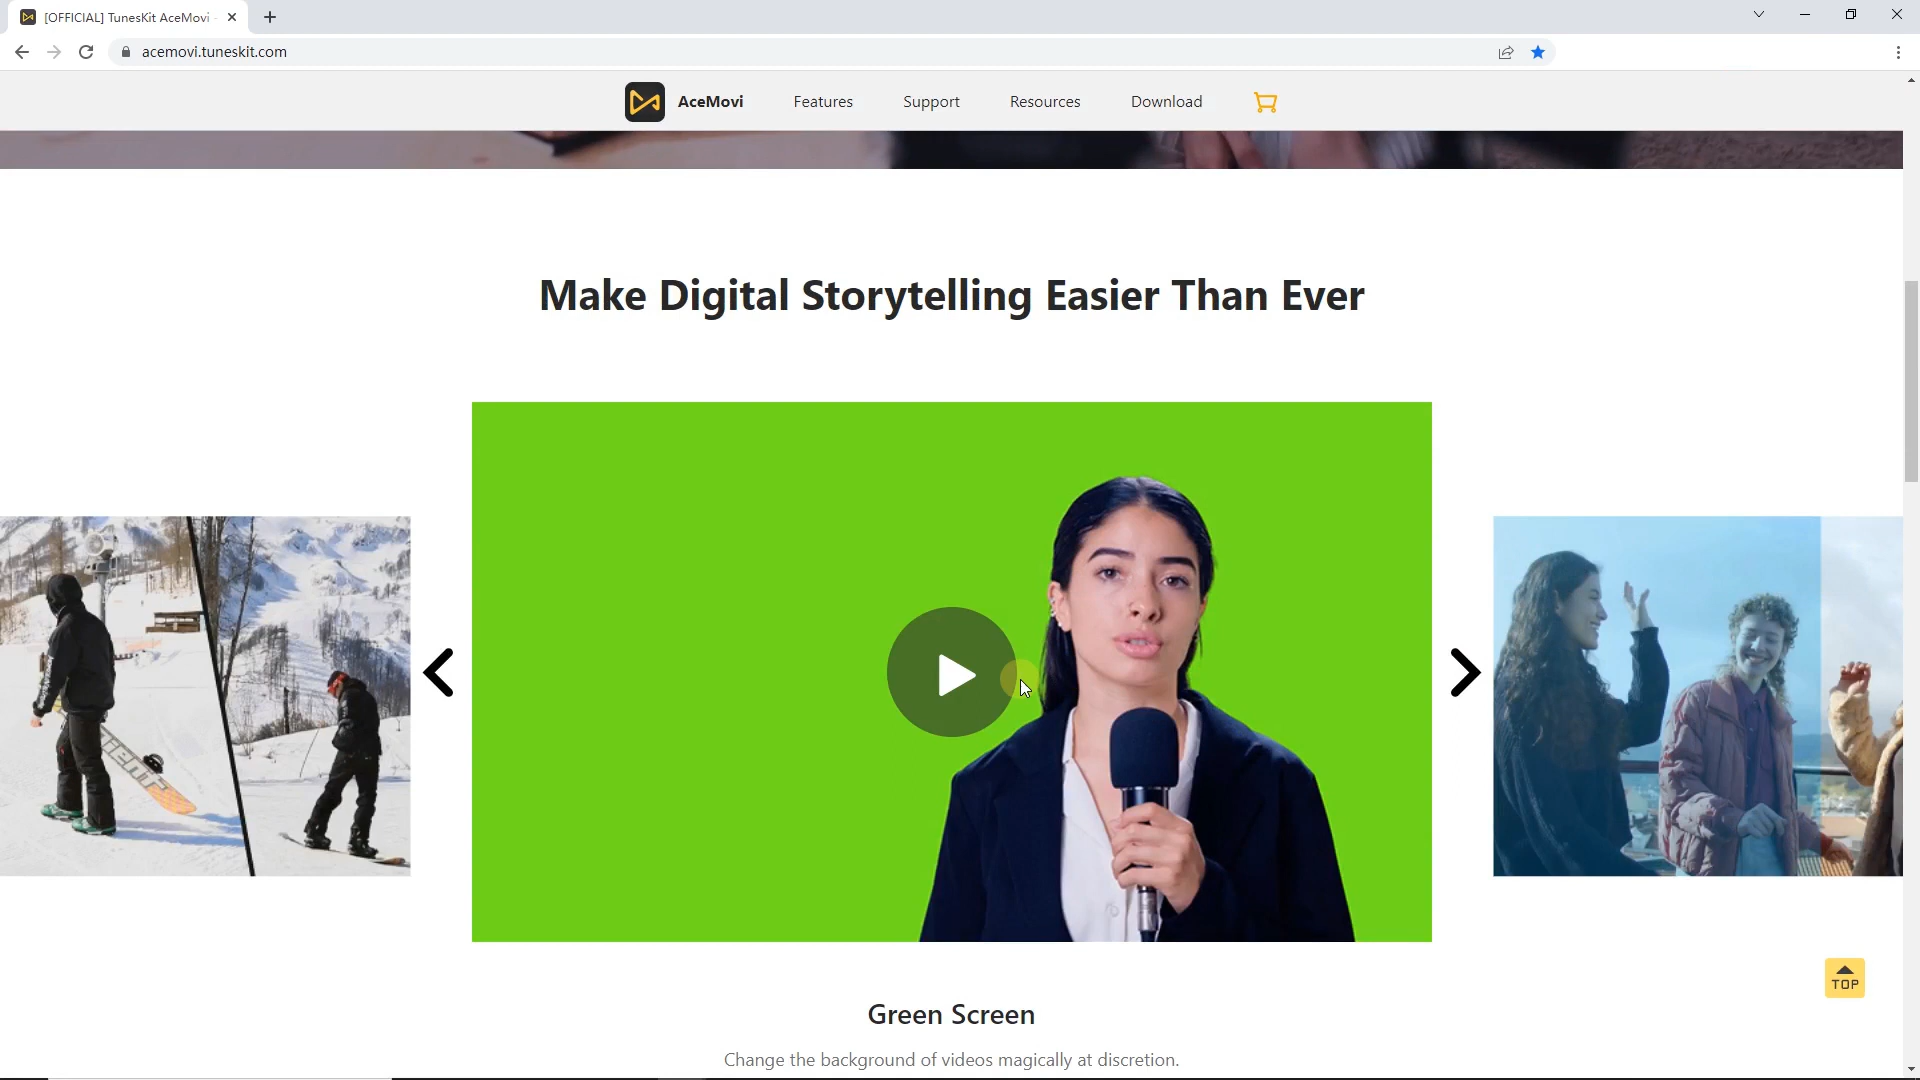 [OFFICIAL] TunesKit AceMovi
acemovi.tuneskit.com
AceMovi Features Support Resources Download
Make Digital Storytelling Easier Than Ever
TOP
Green Screen
Change the background of videos magically at discretion.